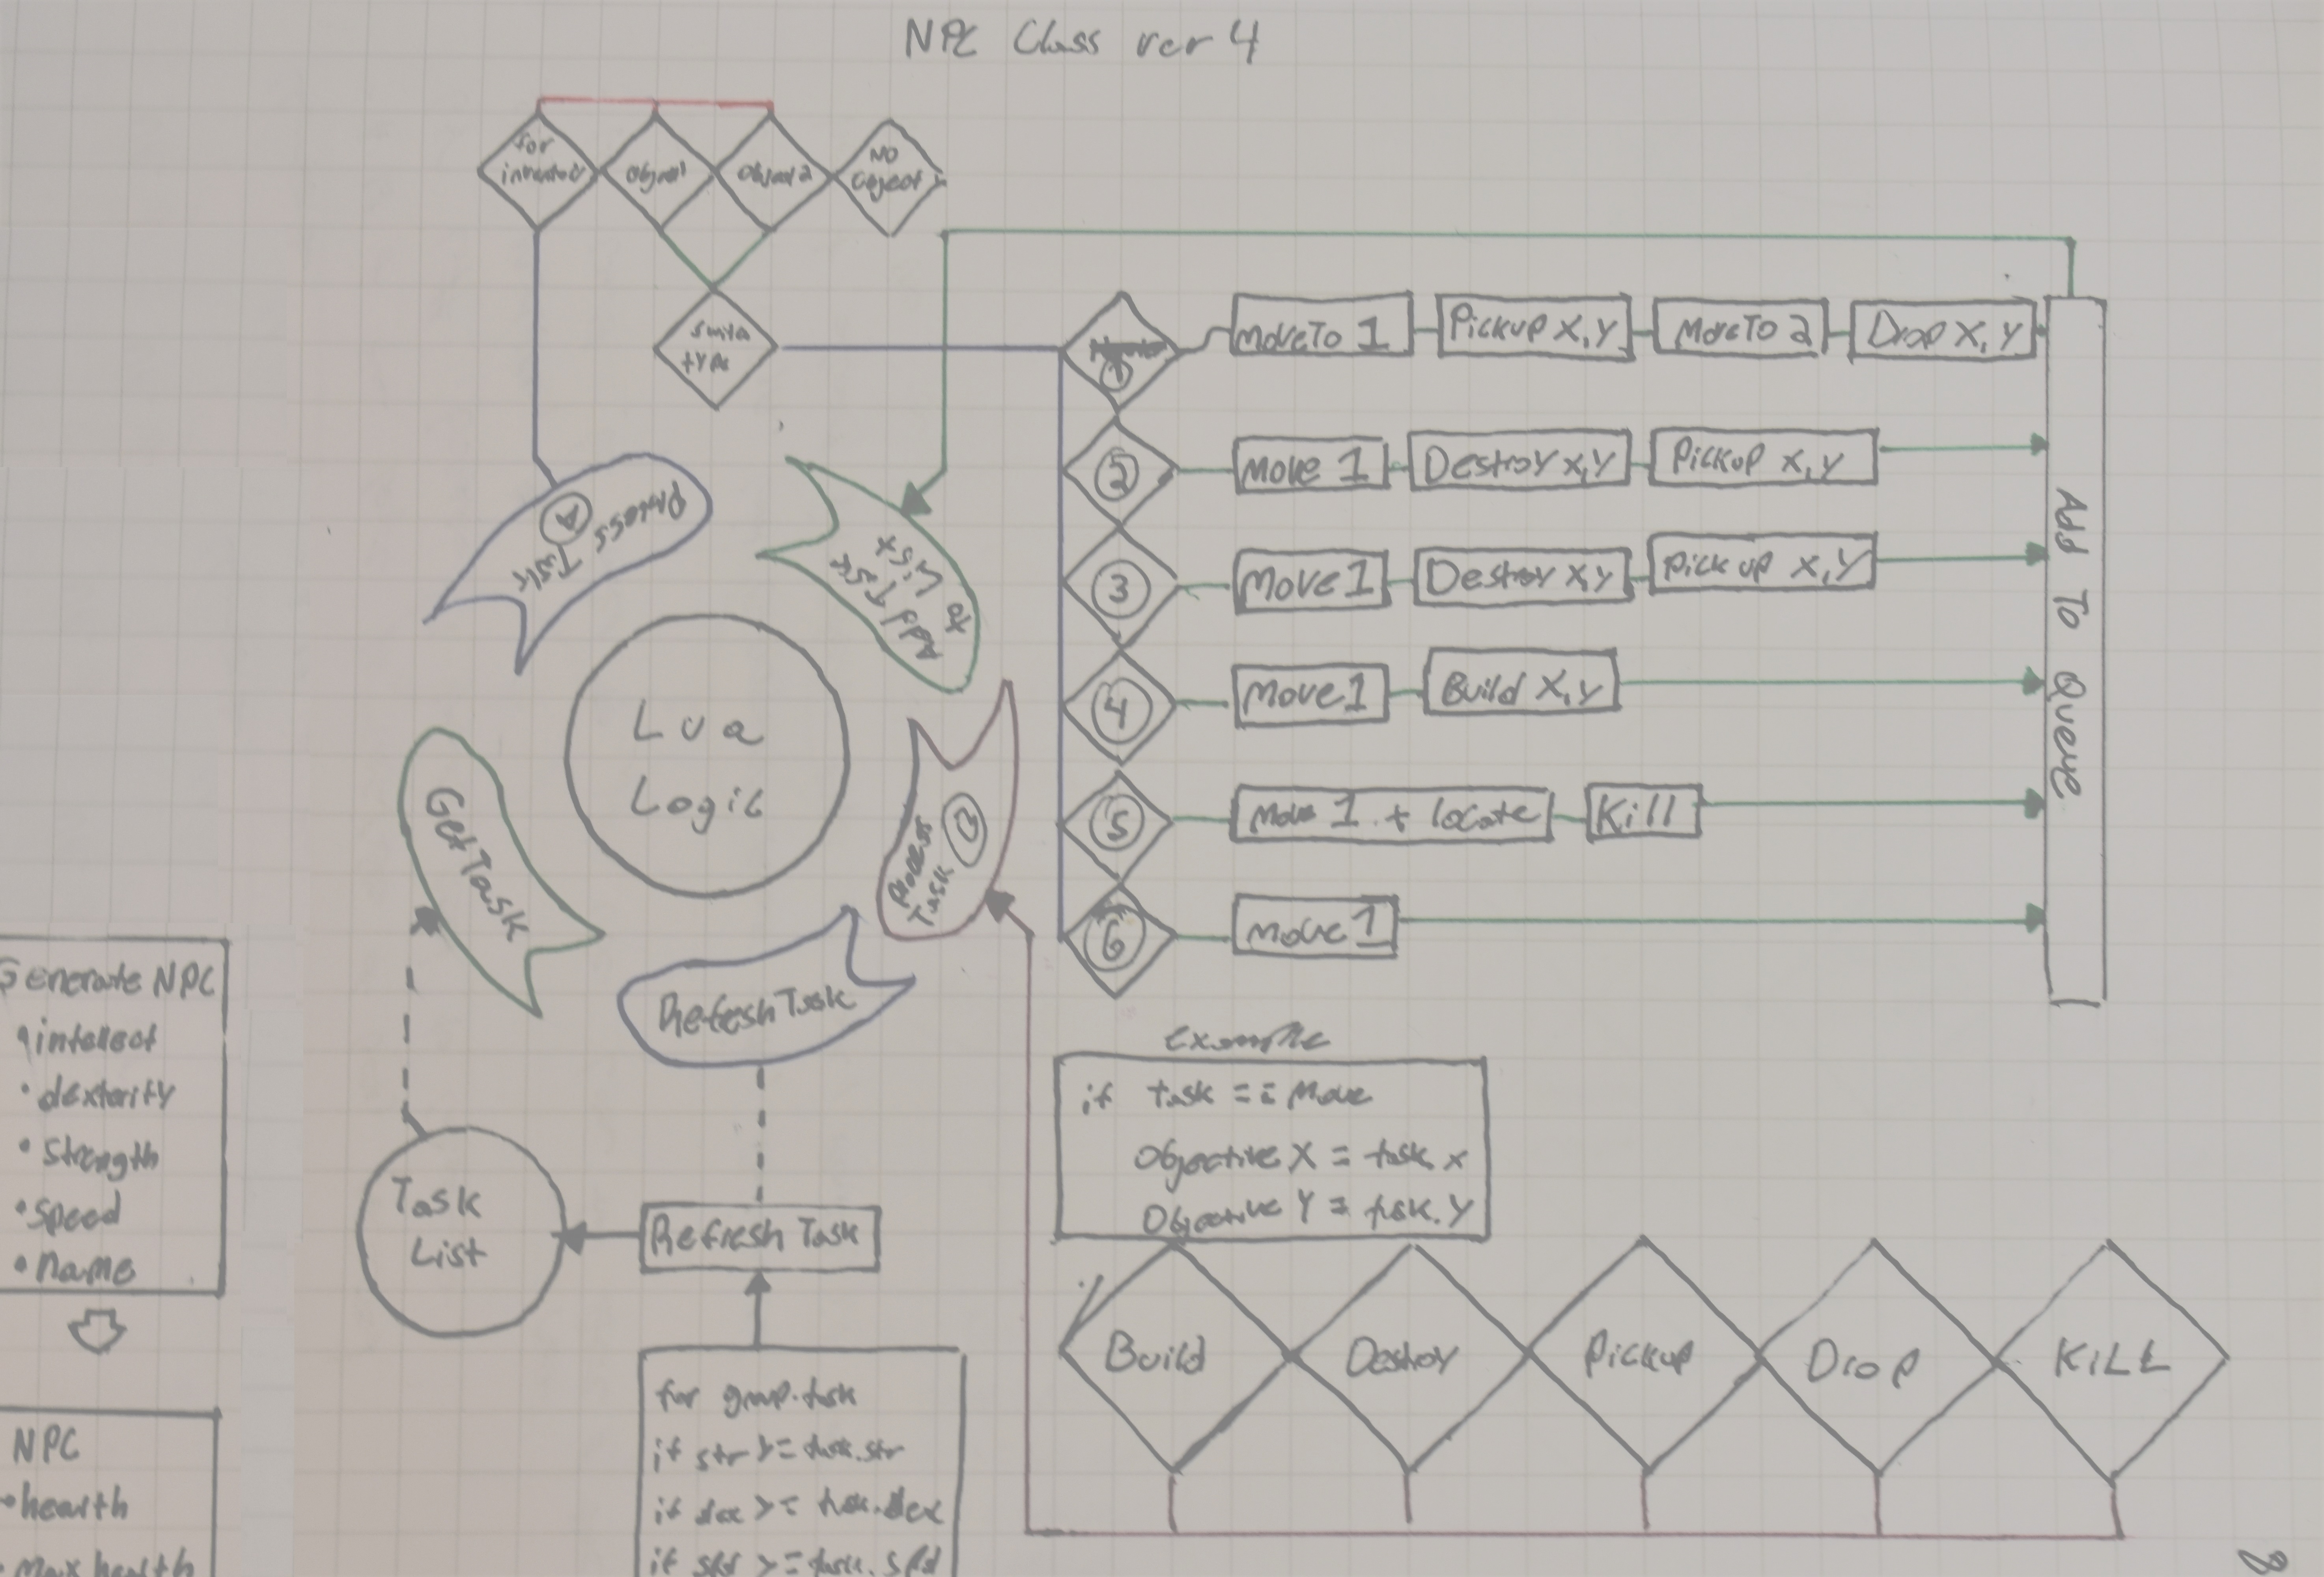 NPC Class ver 4
for
object 1
object 2
NO
object
type
1
MoveTo 1
Pickup X, Y
MoveTo 2
Drop X, Y
2
Move 1
Destroy x, Y
Pickup x, y
3
Move 1
Destroy x, y
Pick up x, y
4
Move 1
Build X, y
5
Move 1 + locate
Kill
6
Move 1
Add To Queue
Process Task
A
Add Task
To List
Process
Task
Refresh Task
Get Task
Lua
Logic
Generate NPC
• intellect
• dexterity
• Strength
• Speed
• Name
NPC
• health
• Max health
Task
List
Refresh Task
for group.task
if str >= task.str
if dex >= task.dex
if spd >= task.spd
Example
if task == Move
Objective X = task x
Objective Y = task.Y
Build
Destroy
Pickup
Drop
KiLL